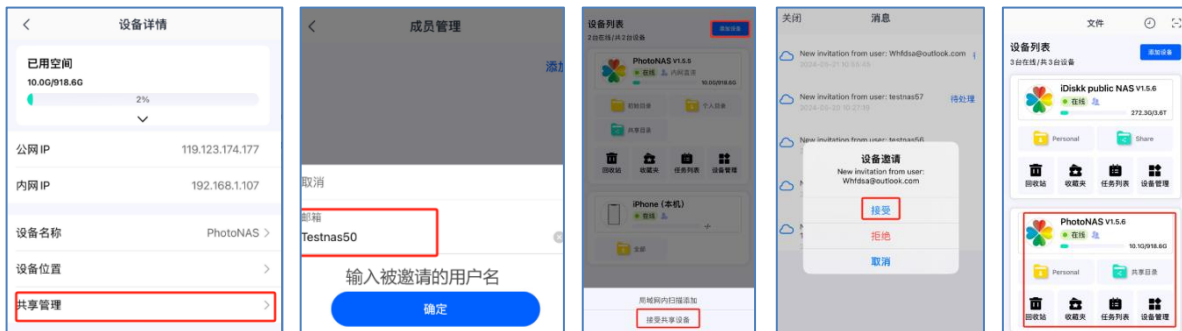 设备详情
已用空间
10.0G/918.6G
2%
公网 IP 119.123.174.177
内网 IP 192.168.1.107
设备名称 PhotoNAS
设备位置
共享管理
成员管理
添加
取消
邮箱
Testnas50
输入被邀请的用户名
确定
设备列表 添加设备
2台在线/共2台设备
PhotoNAS V1.5.6
在线 内网直连
10.0G/918.6G
个人目录
共享目录
回收站 收藏夹 任务列表 设备管理
iPhone (本机)
在线
全部
局域网内扫描添加
接受共享设备
关闭 消息
New invitation from user: Whfdsa@outlook.com
New invitation from user: testnas57 待处理
New invitation from user: testnas56
设备邀请
New invitation from user:
Whfdsa@outlook.com
接受
拒绝
取消
文件
设备列表 添加设备
3台在线/共3台设备
iDiskk public NAS V1.5.6
在线
272.3G/3.6T
Personal Share
回收站 收藏夹 任务列表 设备管理
PhotoNAS V1.5.6
在线
10.1G/918.6G
Personal 共享目录
回收站 收藏夹 任务列表 设备管理